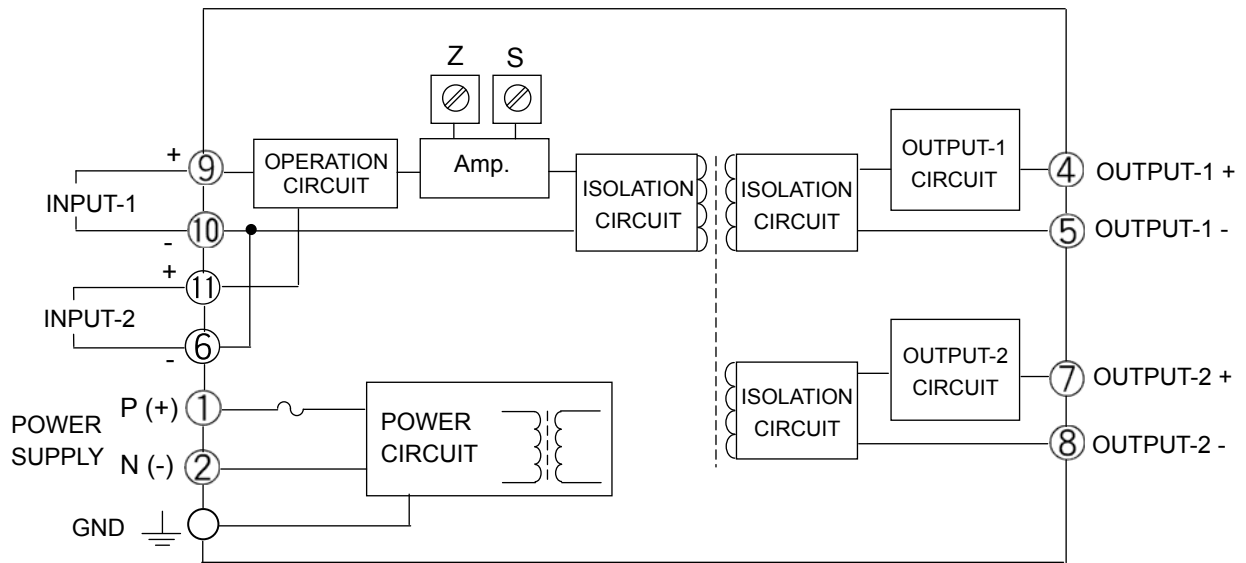 Z
S
+
9
OPERATION
CIRCUIT
Amp.
INPUT-1
10
-
ISOLATION
CIRCUIT
ISOLATION
CIRCUIT
OUTPUT-1
CIRCUIT
4
OUTPUT-1 +
5
OUTPUT-1 -
+
11
INPUT-2
6
-
ISOLATION
CIRCUIT
OUTPUT-2
CIRCUIT
7
OUTPUT-2 +
8
OUTPUT-2 -
POWER
SUPPLY
P (+)
1
N (-)
2
POWER
CIRCUIT
GND